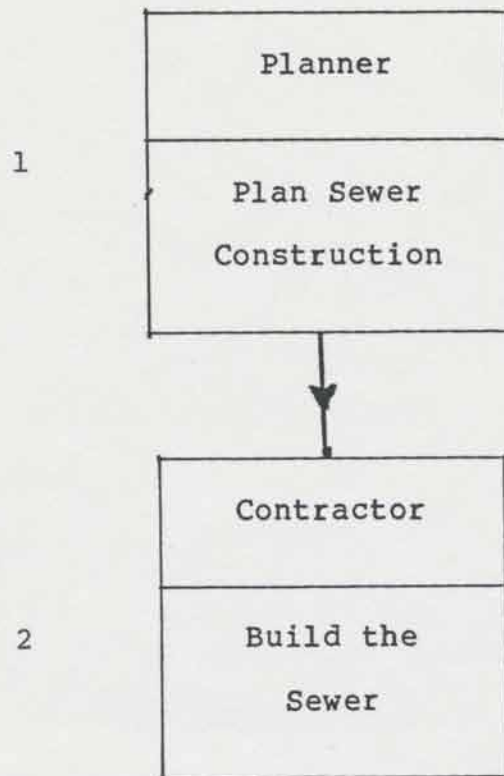 Planner
1
Plan Sewer
Construction
Contractor
2
Build the
Sewer